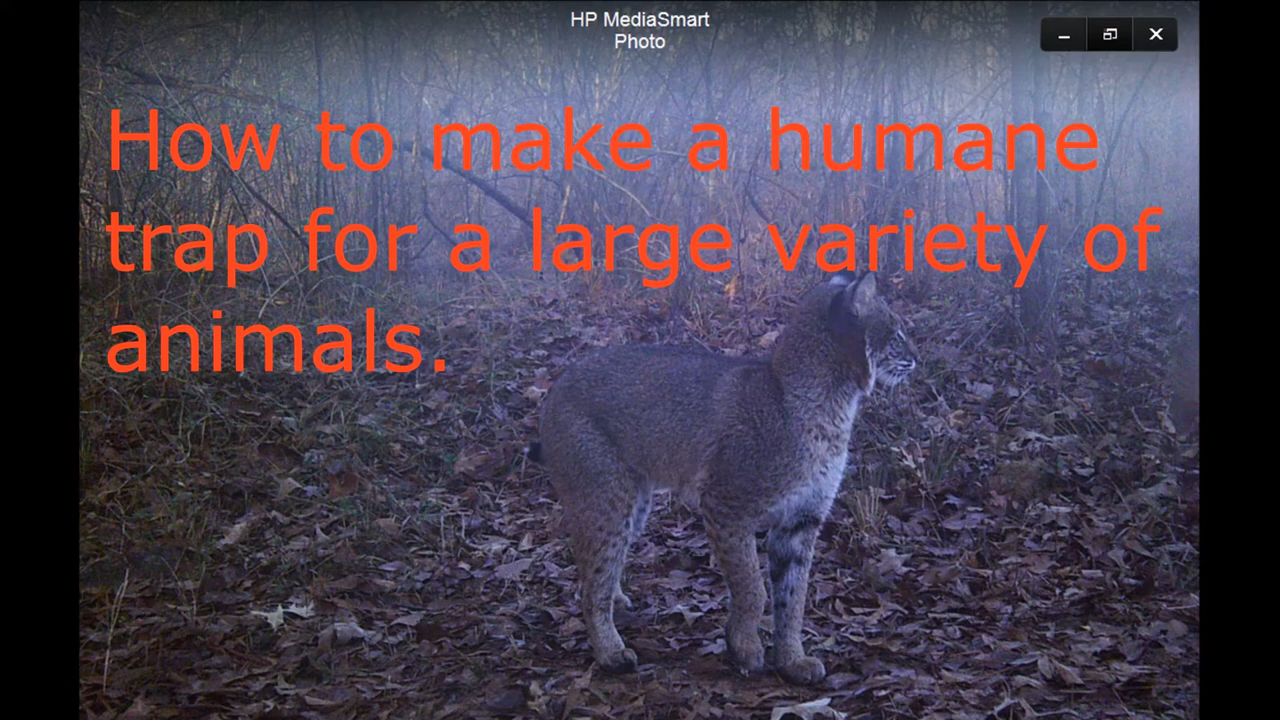 HP MediaSmart
Photo
How to make a humane
trap for a large variety of
animals.